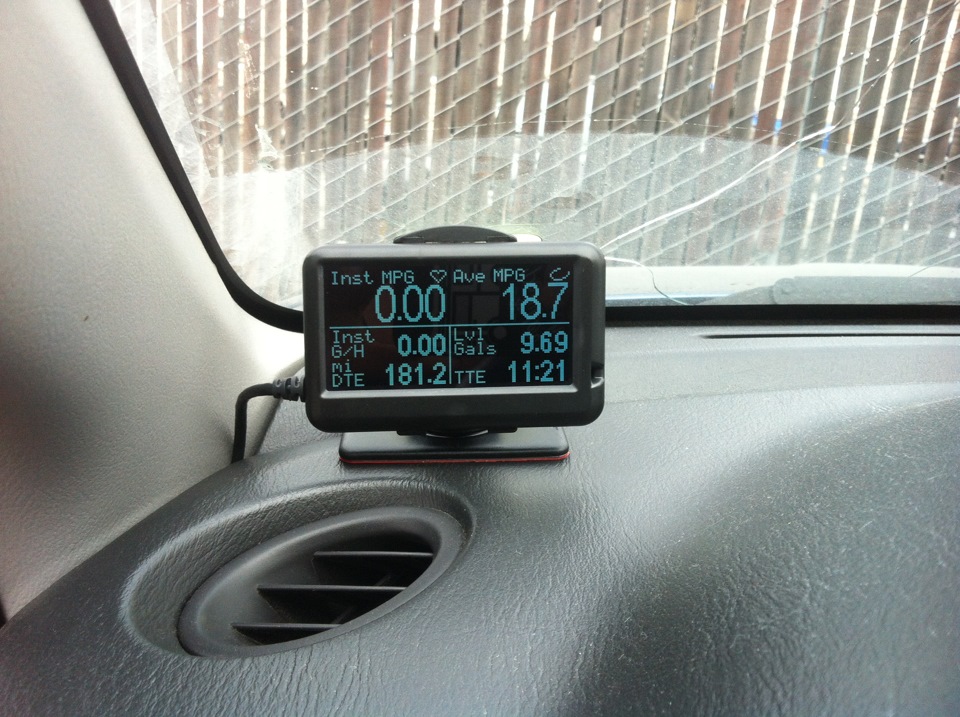 Inst MPG Ave MPG
0.00 18.7
Inst G/H 0.00 Lvl Gals 9.69
mi DTE 181.2 TTE 11:21